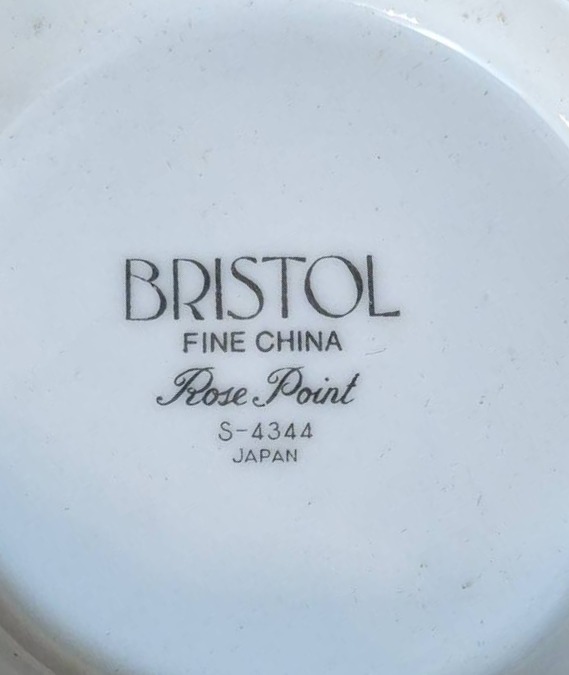 BRISTOL
FINE CHINA
Rose Point
S-4344
JAPAN